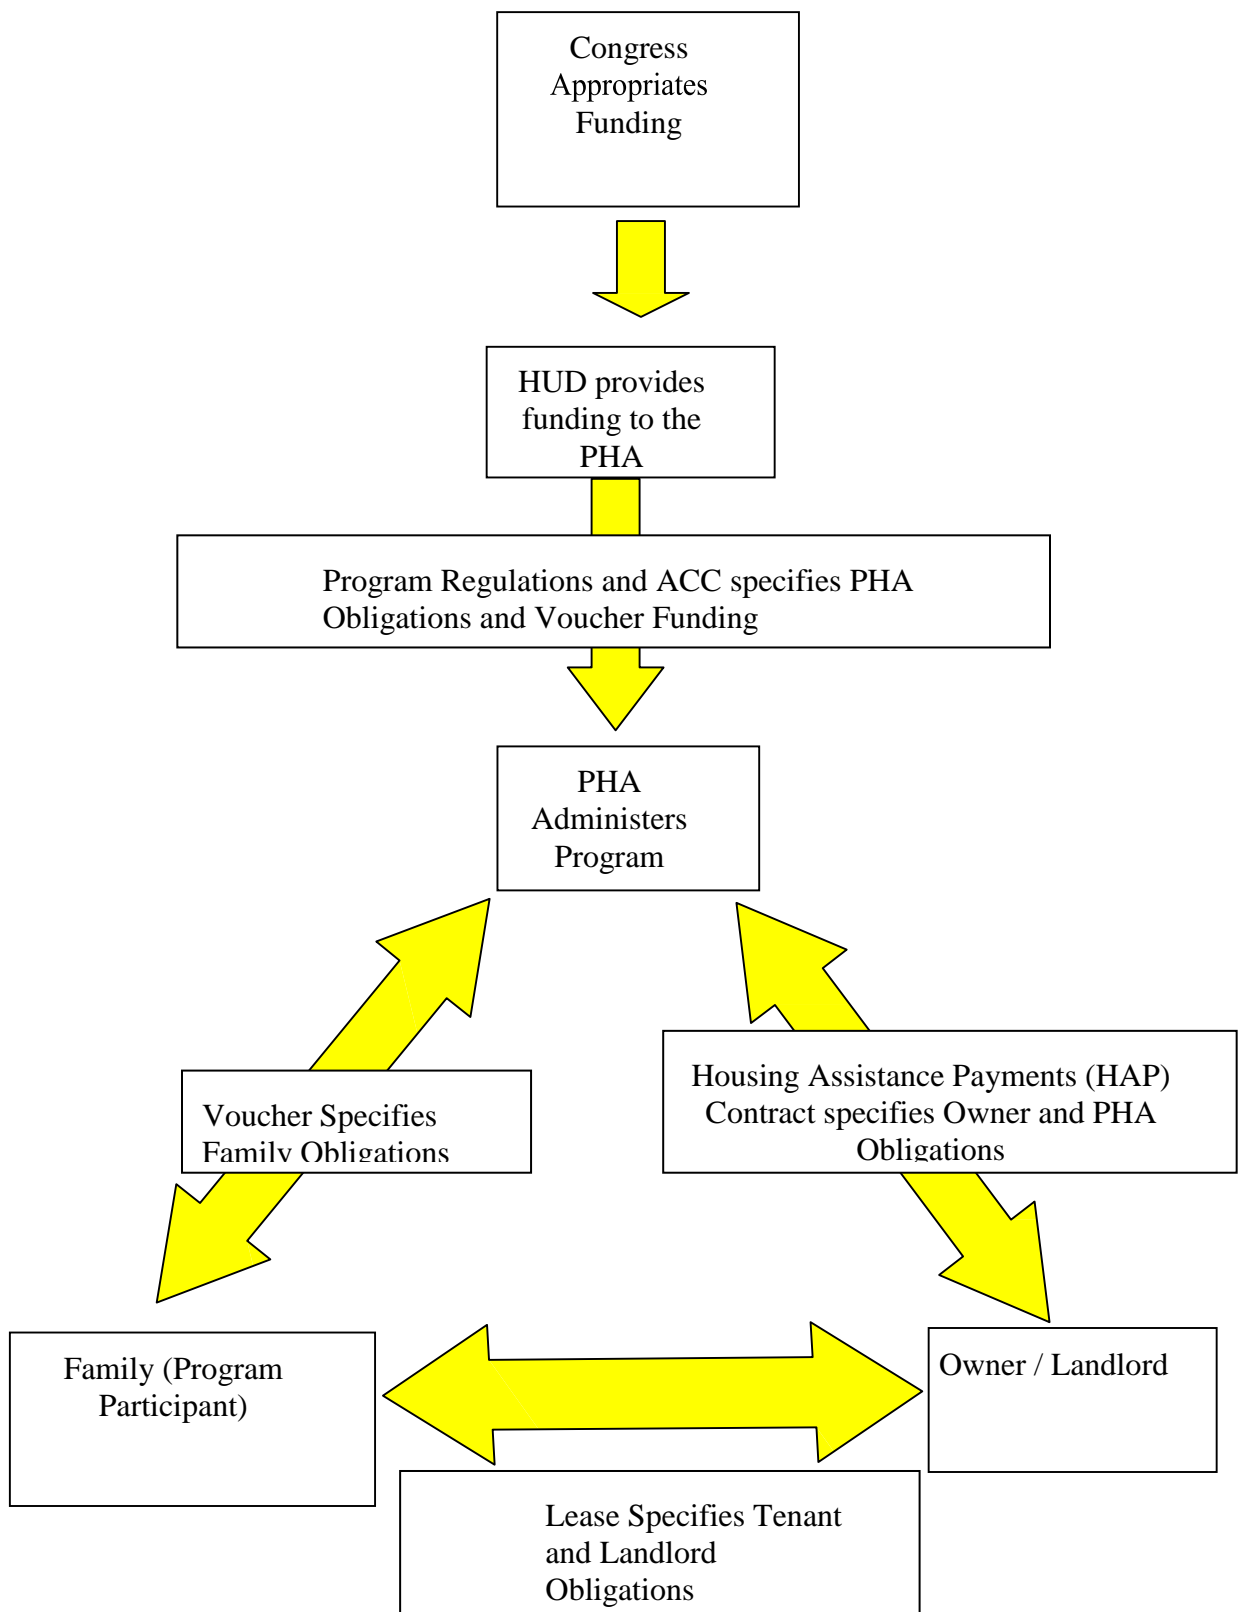 Congress
Appropriates
Funding
HUD provides
funding to the
PHA
Program Regulations and ACC specifies PHA
Obligations and Voucher Funding
PHA
Administers
Program
Voucher Specifies
Family Obligations
Housing Assistance Payments (HAP)
Contract specifies Owner and PHA
Obligations
Family (Program
Participant)
Owner / Landlord
Lease Specifies Tenant
and Landlord
Obligations